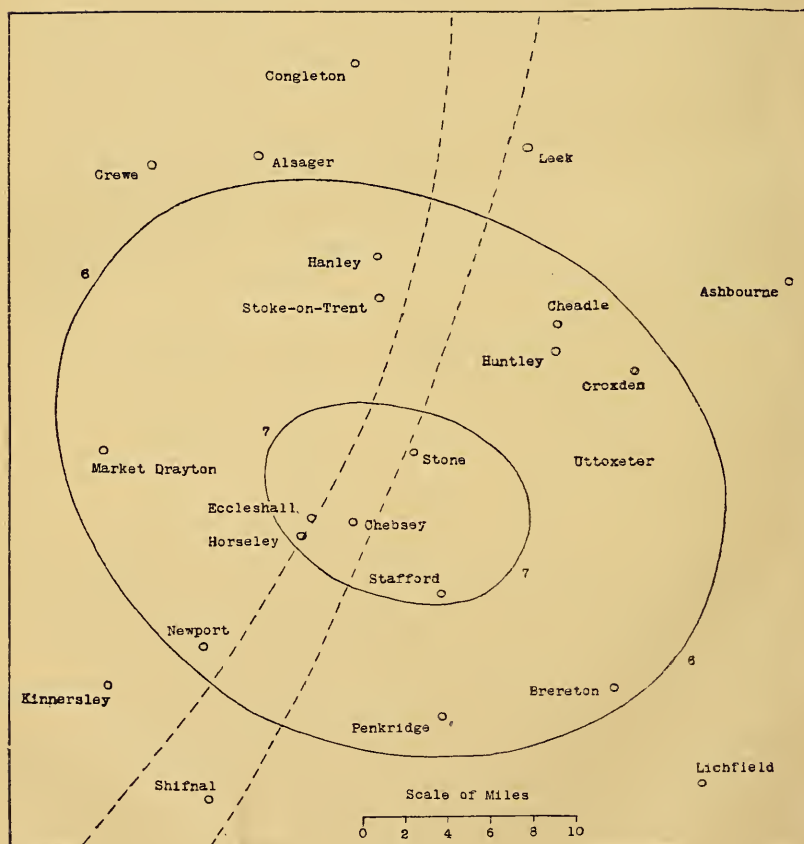 Congleton
Crewe
Alsager
Leek
6
Hanley
Ashbourne
Stoke-on-Trent
Cheadle
Huntley
Croxden
7
Market Drayton
Stone
Uttoxeter
Eccleshall
Chebsey
Horseley
Stafford
7
Newport
6
Kinnersley
Brereton
Penkridge
Lichfield
Shifnal
Scale of Miles
0 2 4 6 8 10